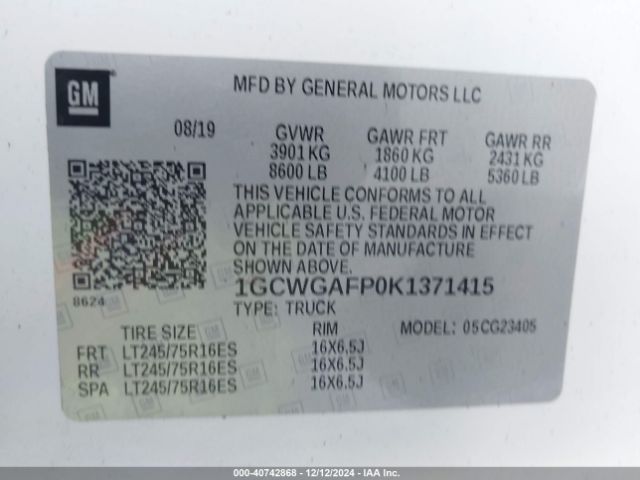 GM
MFD BY GENERAL MOTORS LLC
08/19 GVWR GAWR FRT GAWR RR
3901 KG 1860 KG 2431 KG
8600 LB 4100 LB 5360 LB
THIS VEHICLE CONFORMS TO ALL
APPLICABLE U.S. FEDERAL MOTOR
VEHICLE SAFETY STANDARDS IN EFFECT
ON THE DATE OF MANUFACTURE
SHOWN ABOVE.
8624
1GCWGAFP0K1371415
TYPE: TRUCK
TIRE SIZE RIM MODEL: 05CG23405
FRT LT245/75R16ES 16X6.5J
RR LT245/75R16ES 16X6.5J
SPA LT245/75R16ES 16X6.5J
000-40742868 - 12/12/2024 - IAA Inc.